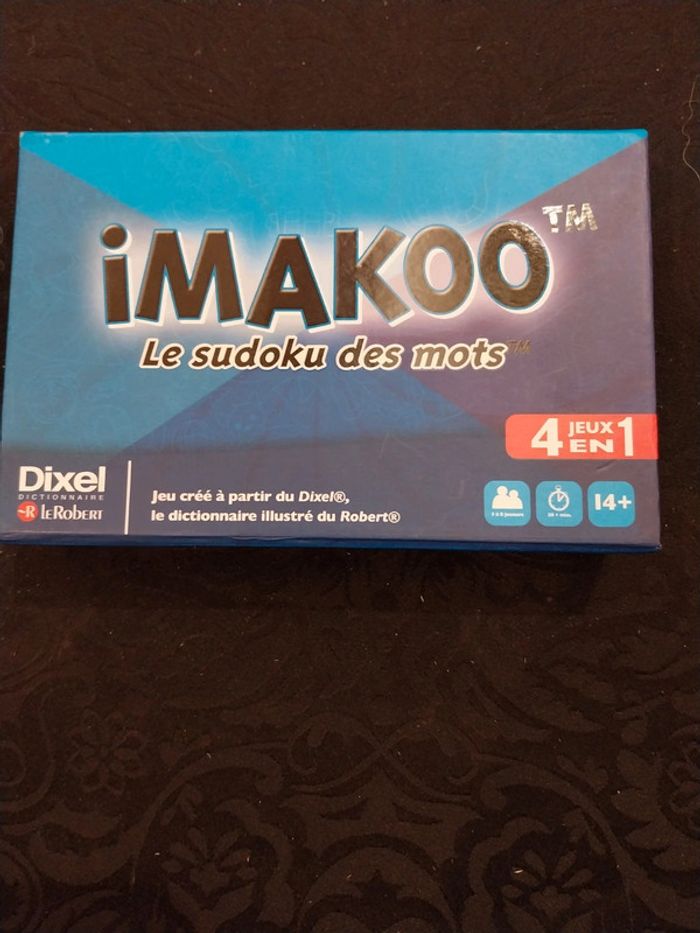 iMAKOO™
Le sudoku des mots™
4 JEUX EN 1
Dixel
DICTIONNAIRE
R LE ROBERT
Jeu créé à partir du Dixel®,
le dictionnaire illustré du Robert®
14+